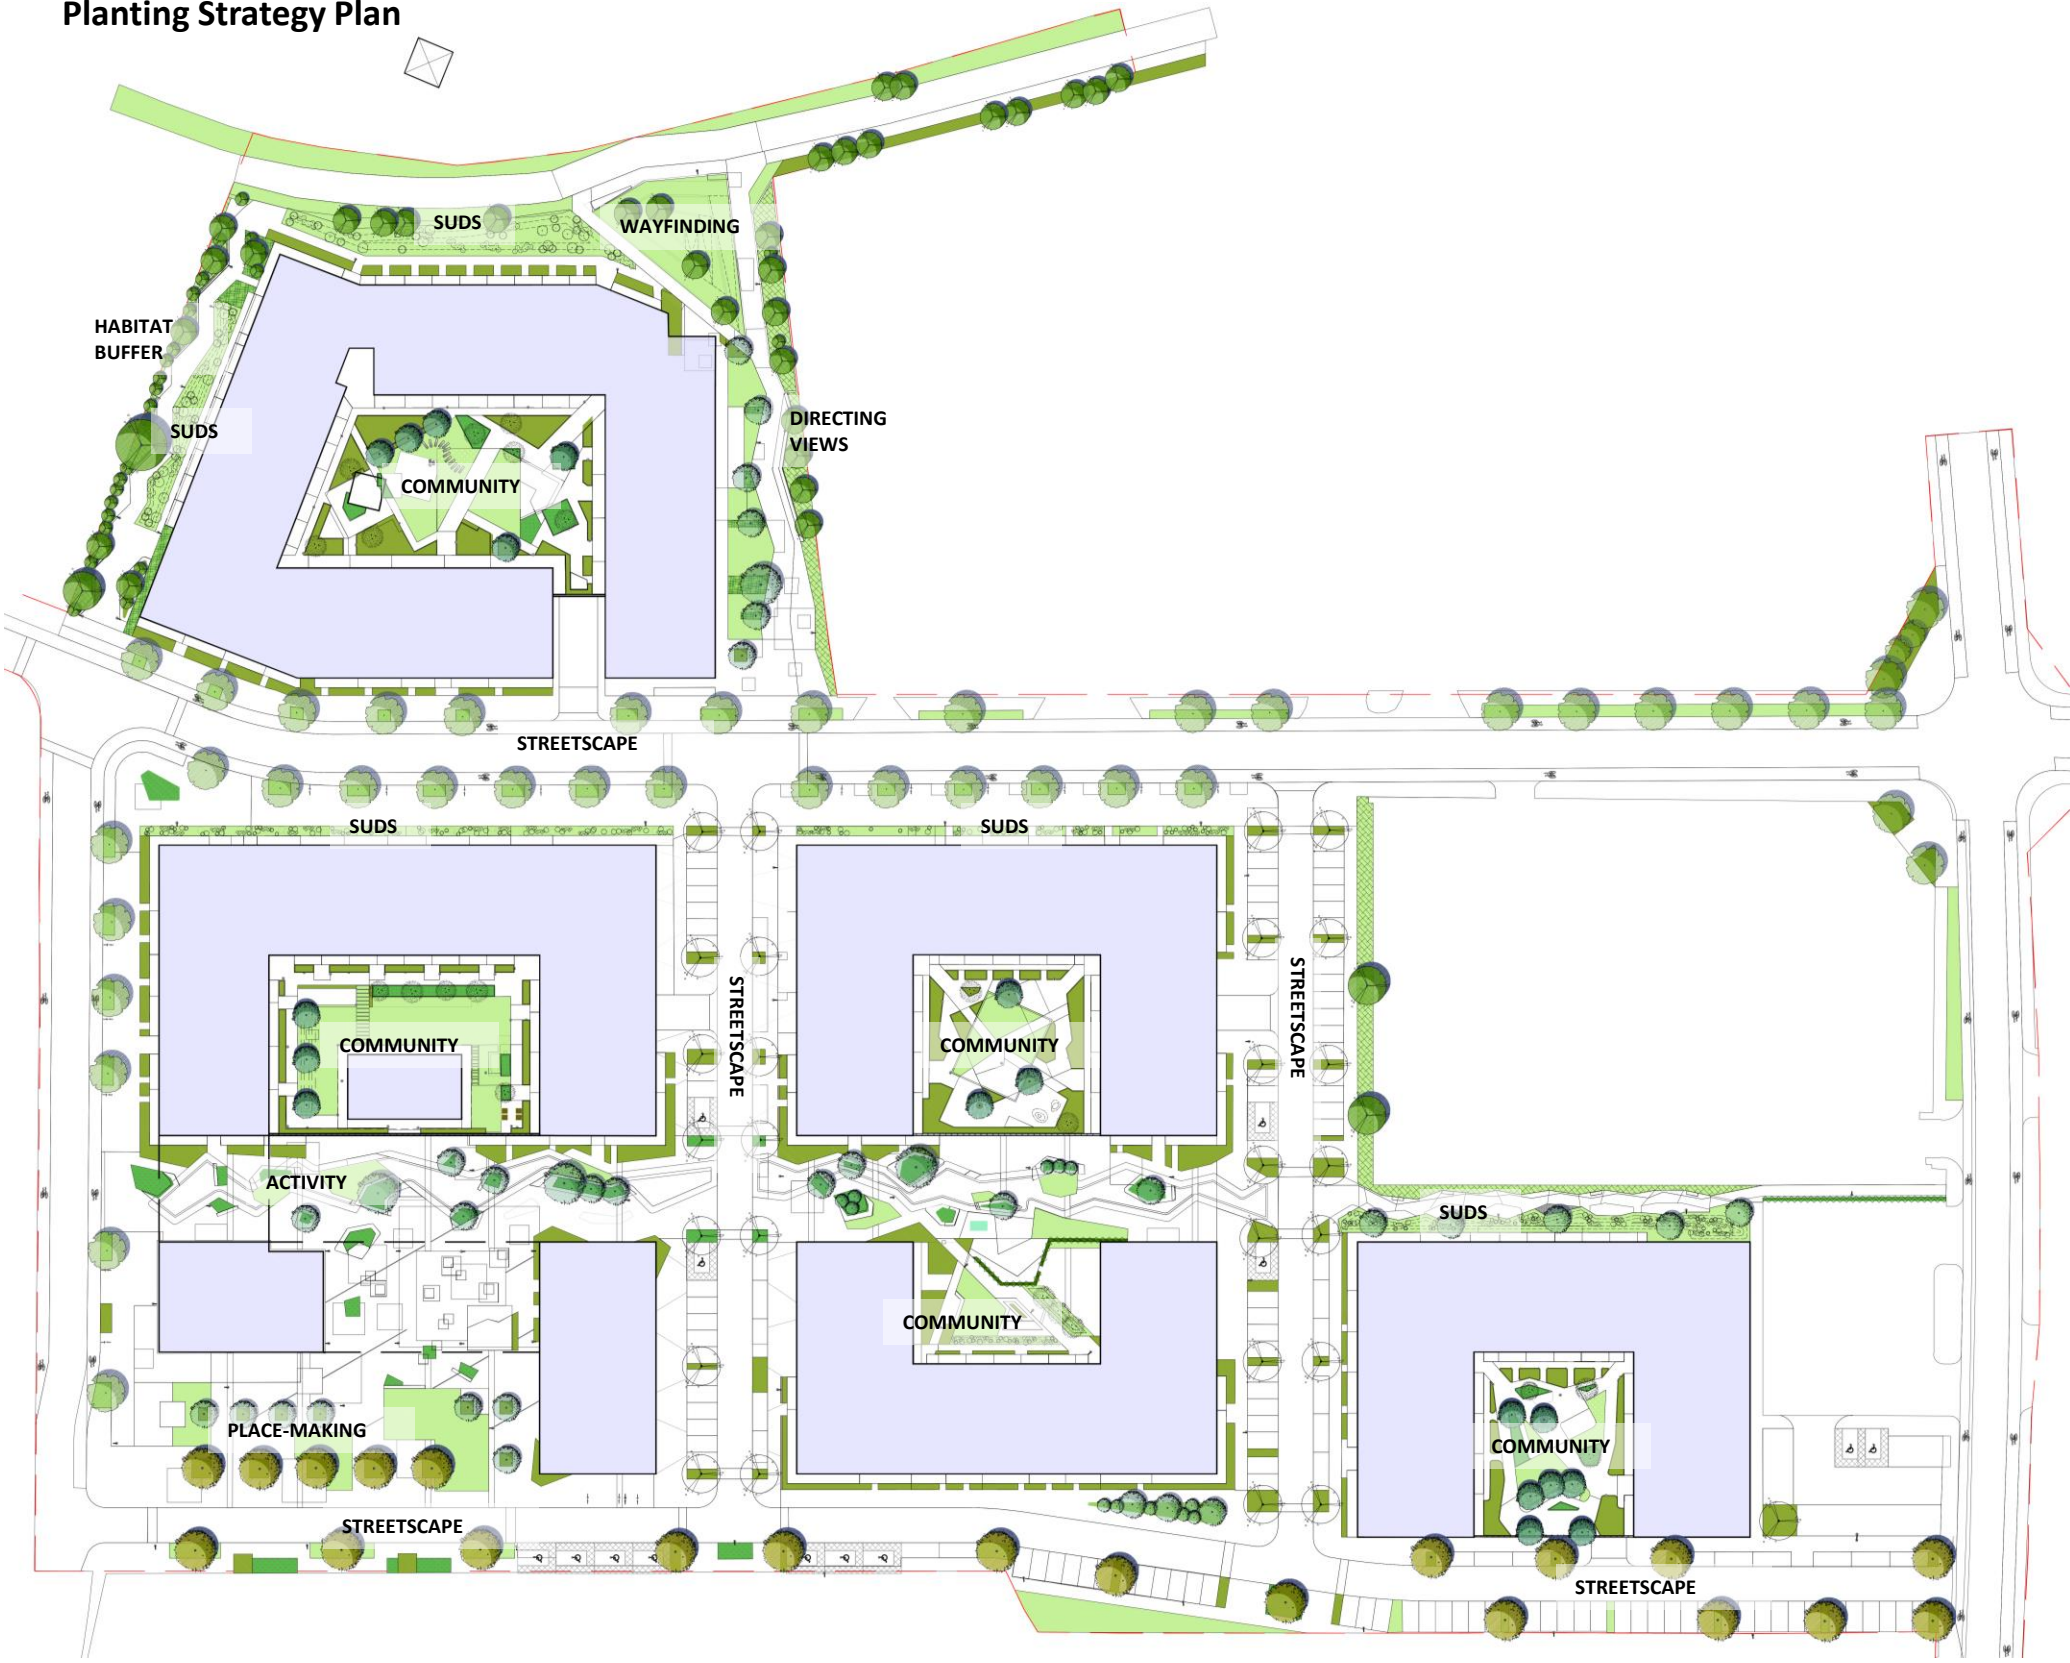 Planting Strategy Plan
SUDS
WAYFINDING
HABITAT
BUFFER
DIRECTING
VIEWS
SUDS
COMMUNITY
STREETSCAPE
SUDS
SUDS
STREETSCAPE
STREETSCAPE
COMMUNITY
COMMUNITY
ACTIVITY
SUDS
COMMUNITY
PLACE-MAKING
COMMUNITY
STREETSCAPE
STREETSCAPE